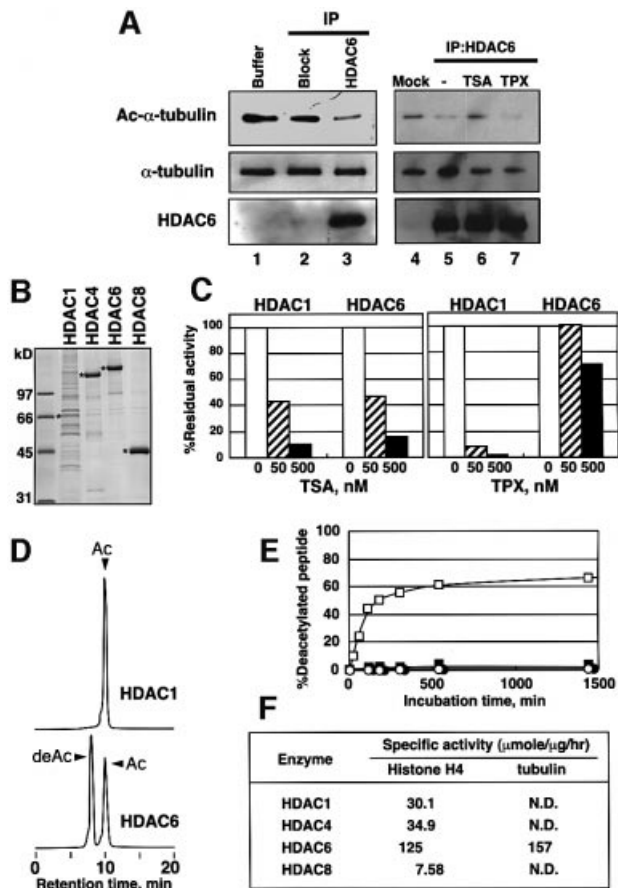 A
IP
IP:HDAC6
Buffer
Block
HDAC6
Mock - TSA TPX
Ac-α-tubulin
α-tubulin
HDAC6
1 2 3 4 5 6 7
B
HDAC1
HDAC4
HDAC6
HDAC8
kD
97
66
45
31
C
HDAC1 HDAC6 HDAC1 HDAC6
%Residual activity
100
80
60
40
20
0
0 50 500 0 50 500 0 50 500 0 50 500
TSA, nM TPX, nM
D
Ac
HDAC1
deAc Ac
HDAC6
0 10 20
Retention time, min
E
%Deacetylated peptide
100
80
60
40
20
0
0 500 1000 1500
Incubation time, min
F
Enzyme Specific activity (μmole/μg/hr)
Histone H4 tubulin
HDAC1 30.1 N.D.
HDAC4 34.9 N.D.
HDAC6 125 157
HDAC8 7.58 N.D.